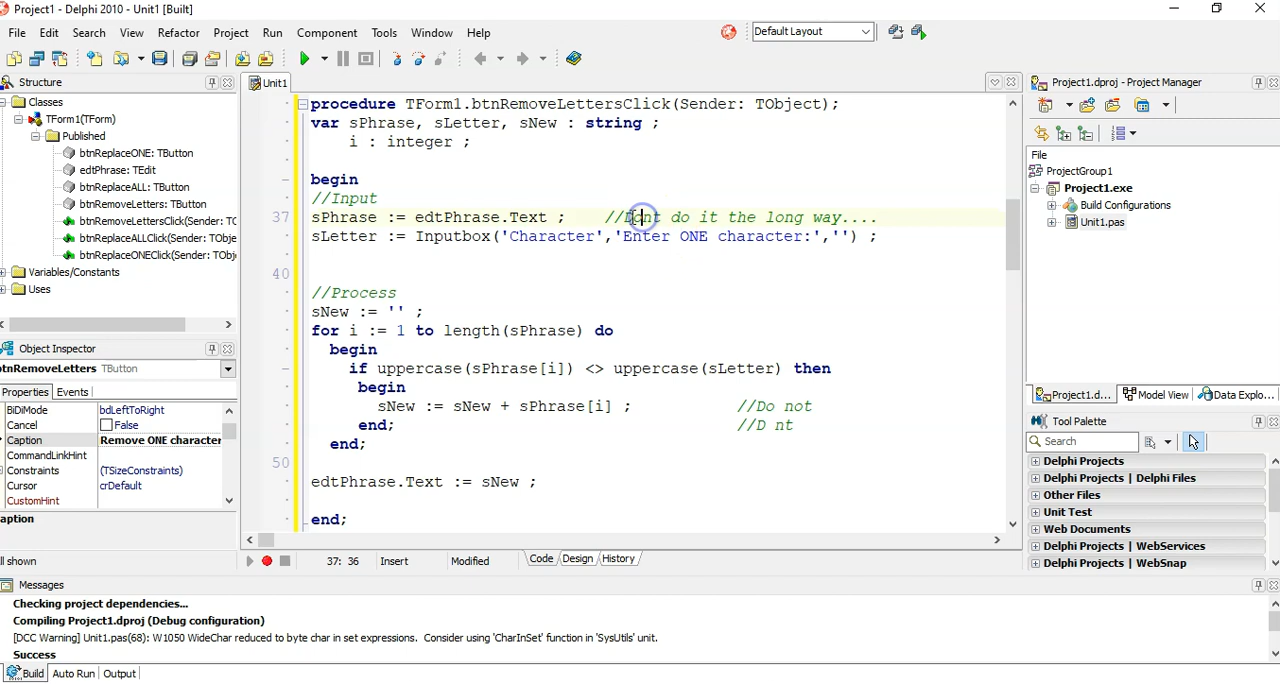 Project1 - Delphi 2010 - Unit1 [Built]
File Edit Search View Refactor Project Run Component Tools Window Help
Default Layout
Structure
Classes
TForm1(TForm)
Published
btnReplaceONE: TButton
edtPhrase: TEdit
btnReplaceALL: TButton
btnRemoveLetters: TButton
btnRemoveLettersClick(Sender: TO
btnReplaceALLClick(Sender: TObje
btnReplaceONEClick(Sender: TObj
Variables/Constants
Uses
Object Inspector
tnRemoveLetters TButton
Properties Events
BiDiMode bdLeftToRight
Cancel False
Caption Remove ONE character
CommandLinkHint
Constraints (TSizeConstraints)
Cursor crDefault
CustomHint
aption
ll shown
Unit1
procedure TForm1.btnRemoveLettersClick(Sender: TObject);
var sPhrase, sLetter, sNew : string ;
i : integer ;
begin
//Input
37 sPhrase := edtPhrase.Text ; //Dont do it the long way....
sLetter := Inputbox('Character','Enter ONE character:','') ;
40
//Process
sNew := '' ;
for i := 1 to length(sPhrase) do
begin
if uppercase(sPhrase[i]) <> uppercase(sLetter) then
begin
sNew := sNew + sPhrase[i] ; //Do not
end; //D nt
end;
50
edtPhrase.Text := sNew ;
end;
37: 36 Insert Modified Code Design History
Project1.dproj - Project Manager
File
ProjectGroup1
Project1.exe
Build Configurations
Unit1.pas
Project1.d... Model View Data Explo...
Tool Palette
Search
Delphi Projects
Delphi Projects | Delphi Files
Other Files
Unit Test
Web Documents
Delphi Projects | WebServices
Delphi Projects | WebSnap
Messages
Checking project dependencies...
Compiling Project1.dproj (Debug configuration)
[DCC Warning] Unit1.pas(68): W1050 WideChar reduced to byte char in set expressions. Consider using 'CharInSet' function in 'SysUtils' unit.
Success
Build Auto Run Output